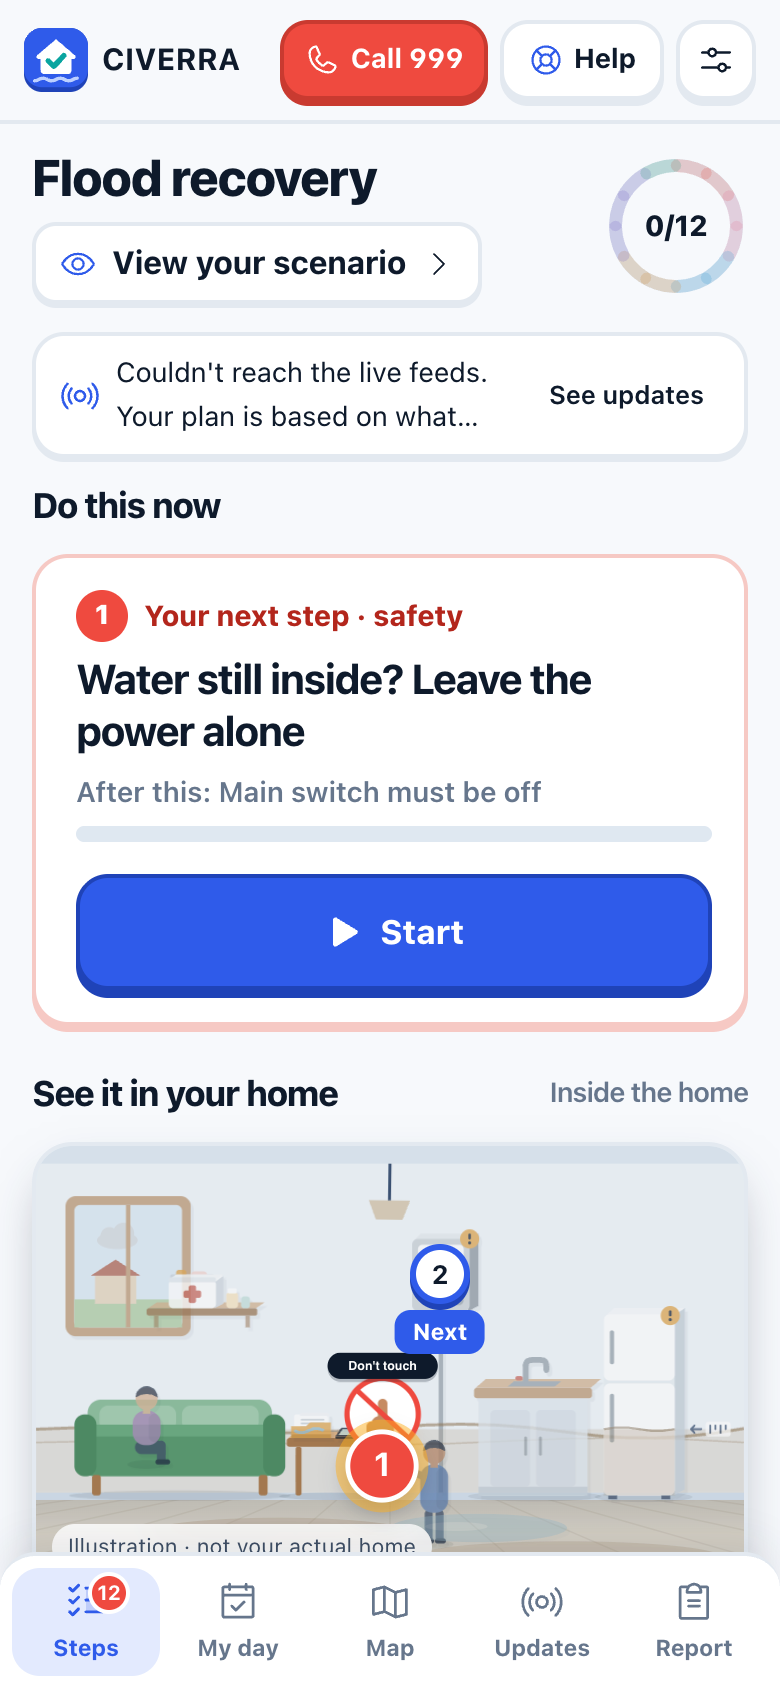 CIVERRA
Call 999
Help
Flood recovery
0/12
View your scenario
Couldn't reach the live feeds.
Your plan is based on what...
See updates
Do this now
1
Your next step · safety
Water still inside? Leave the
power alone
After this: Main switch must be off
Start
See it in your home
Inside the home
2
Next
Don't touch
1
Illustration · not your actual home
12
Steps
My day
Map
Updates
Report